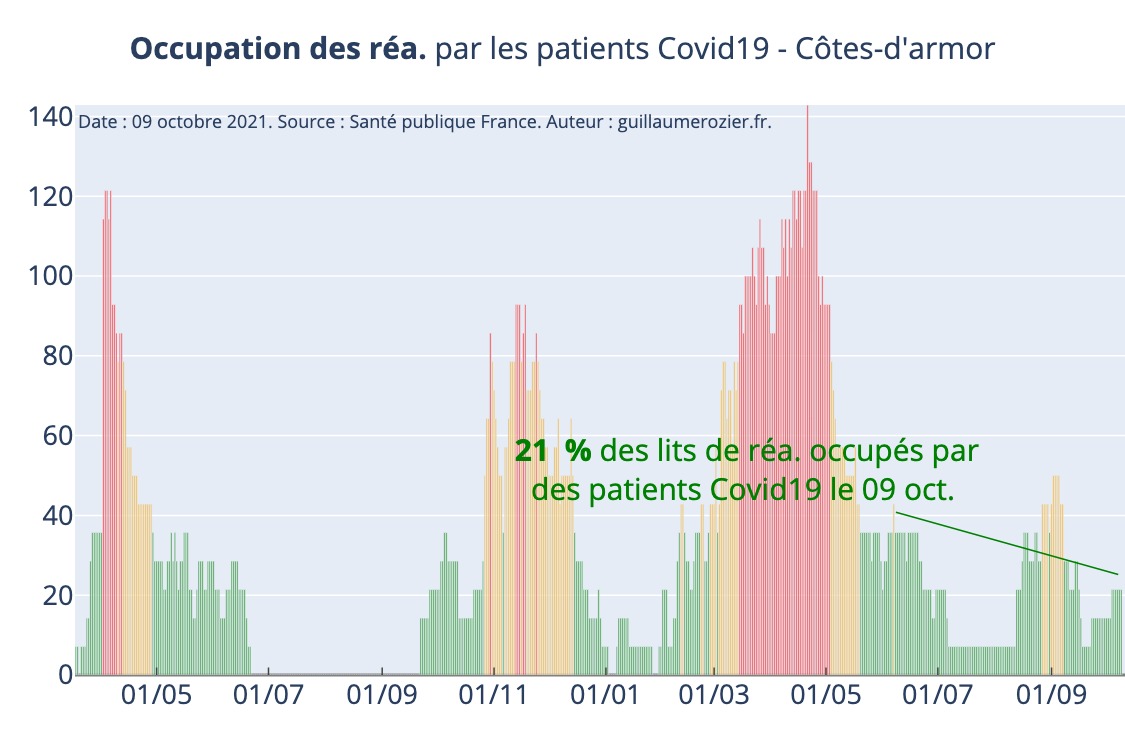 Occupation des réa. par les patients Covid19 - Côtes-d'armor
140
Date : 09 octobre 2021. Source : Santé publique France. Auteur : guillaumerozier.fr.
120
100
80
60
21 % des lits de réa. occupés par
des patients Covid19 le 09 oct.
40
20
0
01/05 01/07 01/09 01/11 01/01 01/03 01/05 01/07 01/09